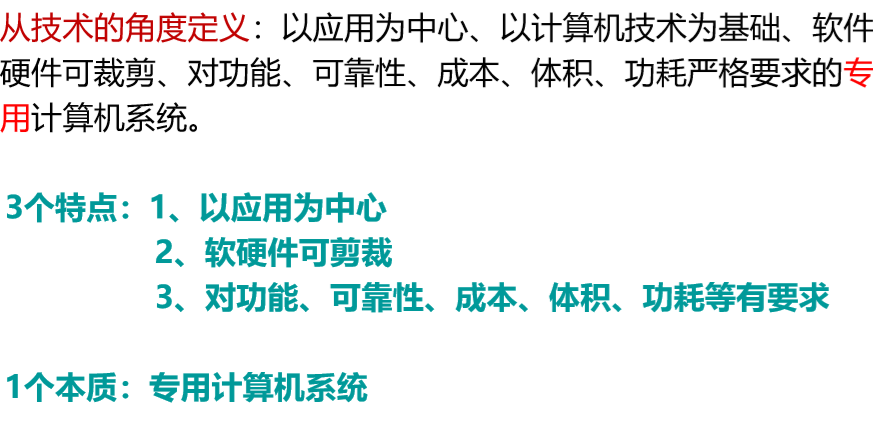 从技术的角度定义：以应用为中心、以计算机技术为基础、软件
硬件可裁剪、对功能、可靠性、成本、体积、功耗严格要求的专
用计算机系统。
3个特点：1、以应用为中心
2、软硬件可剪裁
3、对功能、可靠性、成本、体积、功耗等有要求
1个本质：专用计算机系统